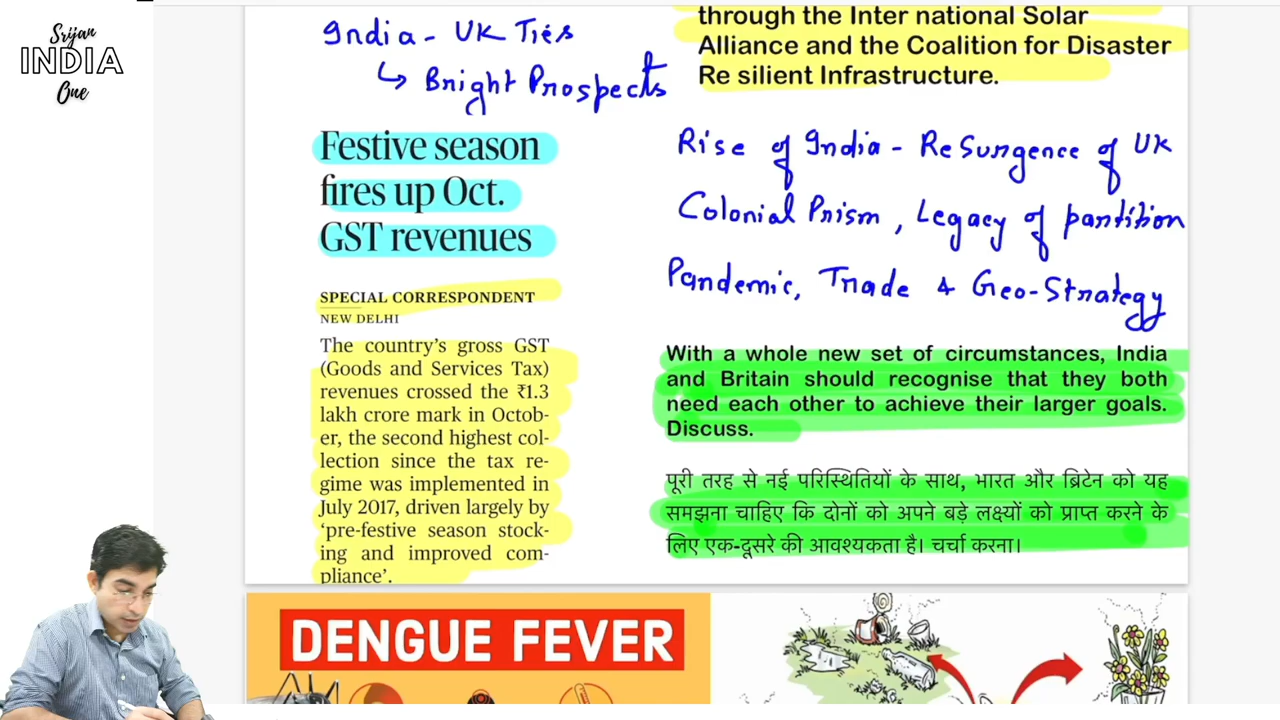 Srijan
INDIA
One
India - UK Ties
↳ Bright Prospects
through the Inter national Solar
Alliance and the Coalition for Disaster
Re silient Infrastructure.
Festive season
fires up Oct.
GST revenues
SPECIAL CORRESPONDENT
NEW DELHI
The country's gross GST
(Goods and Services Tax)
revenues crossed the ₹1.3
lakh crore mark in Octob-
er, the second highest col-
lection since the tax re-
gime was implemented in
July 2017, driven largely by
'pre-festive season stock-
ing and improved com-
pliance'.
Rise of India - ReSurgence of UK
Colonial Prism, Legacy of partition
Pandemic, Trade & Geo-Strategy
With a whole new set of circumstances, India
and Britain should recognise that they both
need each other to achieve their larger goals.
Discuss.
पूरी तरह से नई परिस्थितियों के साथ, भारत और ब्रिटेन को यह
समझना चाहिए कि दोनों को अपने बड़े लक्ष्यों को प्राप्त करने के
लिए एक-दूसरे की आवश्यकता है। चर्चा करना।
DENGUE FEVER